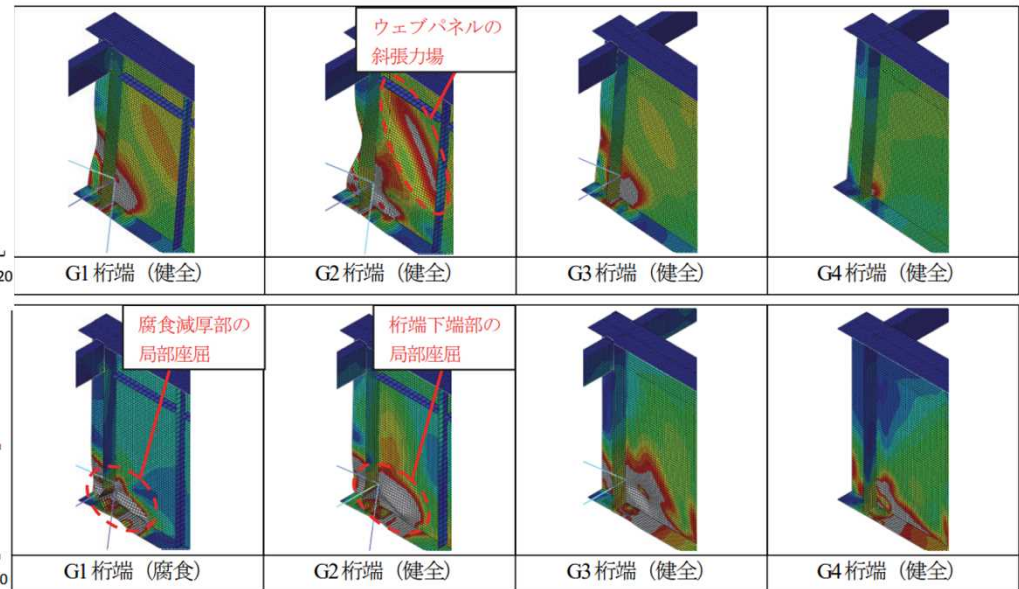 ウェブパネルの
斜張力場
20
G1 桁端（健全）
G2 桁端（健全）
G3 桁端（健全）
G4 桁端（健全）
腐食減厚部の
局部座屈
桁端下端部の
局部座屈
0
G1 桁端（腐食）
G2 桁端（健全）
G3 桁端（健全）
G4 桁端（健全）